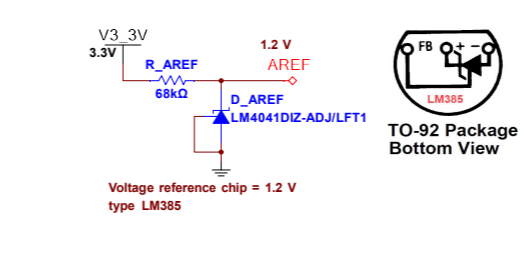 V3_3V
3.3V
R_AREF
68kΩ
1.2 V
AREF
D_AREF
LM4041DIZ-ADJ/LFT1
Voltage reference chip = 1.2 V
type LM385
FB + -
LM385
TO-92 Package
Bottom View